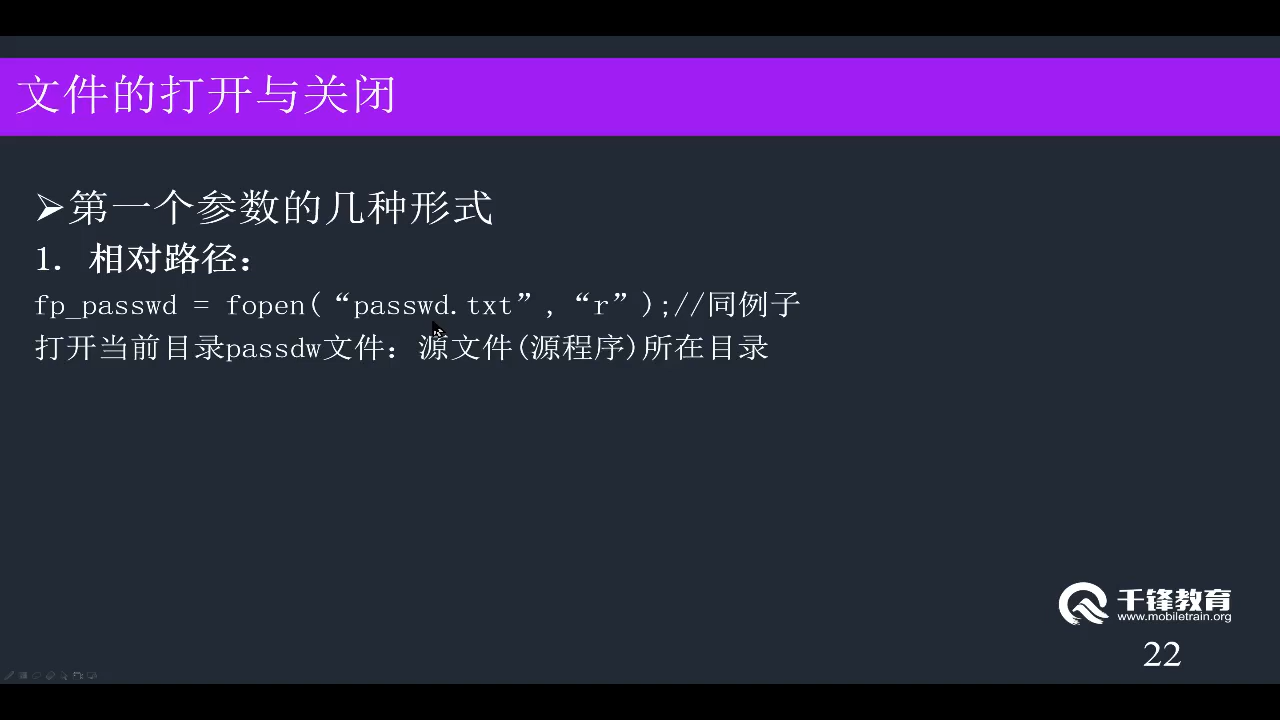 文件的打开与关闭
➢第一个参数的几种形式
1. 相对路径：
fp_passwd = fopen(“passwd.txt”,“r”);//同例子
打开当前目录passdw文件：源文件(源程序)所在目录
千锋教育
www.mobiletrain.org
22